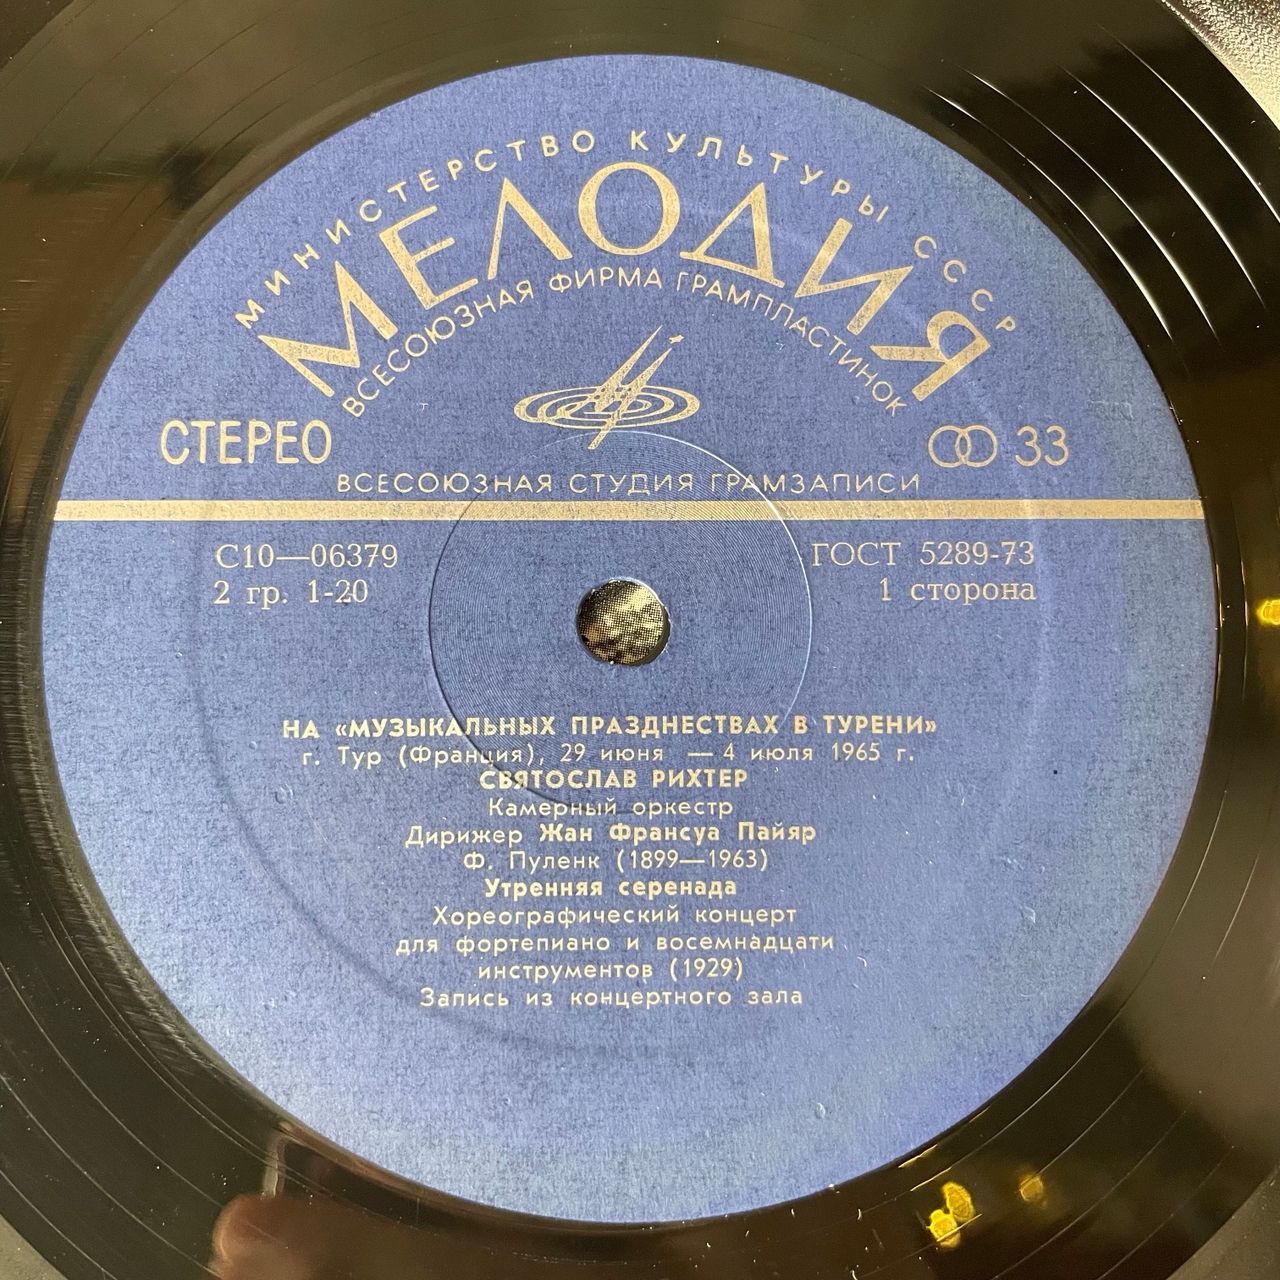 МИНИСТЕРСТВО КУЛЬТУРЫ СССР
МЕЛОДИЯ
ВСЕСОЮЗНАЯ ФИРМА ГРАМПЛАСТИНОК
СТЕРЕО
33
ВСЕСОЮЗНАЯ СТУДИЯ ГРАМЗАПИСИ
С10—06379
ГОСТ 5289-73
2 гр. 1-20
1 сторона
НА «МУЗЫКАЛЬНЫХ ПРАЗДНЕСТВАХ В ТУРЕНИ»
г. Тур (Франция), 29 июня — 4 июля 1965 г.
СВЯТОСЛАВ РИХТЕР
Камерный оркестр
Дирижер Жан Франсуа Пайяр
Ф. Пуленк (1899—1963)
Утренняя серенада
Хореографический концерт
для фортепиано и восемнадцати
инструментов (1929)
Запись из концертного зала